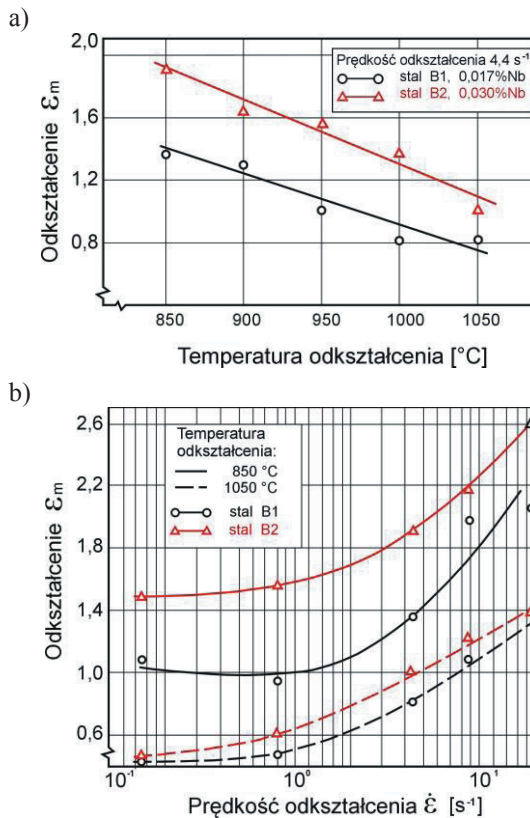 a)
2,0
1,6
1,2
0,8
Odkształcenie εm
Prędkość odkształcenia 4,4 s-1
stal B1, 0,017%Nb
stal B2, 0,030%Nb
850 900 950 1000 1050
Temperatura odkształcenia [°C]
b)
2,6
2,2
1,8
1,4
1,0
0,6
Odkształcenie εm
Temperatura
odkształcenia:
850 °C
1050 °C
stal B1
stal B2
10-1 100 101
Prędkość odkształcenia ε̇ [s-1]